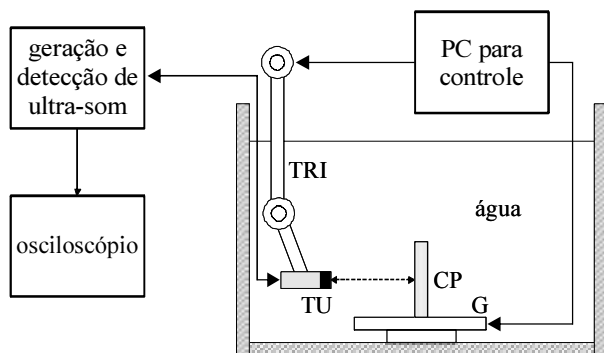 geração e
detecção de
ultra-som
PC para
controle
TRI
água
osciloscópio
CP
TU
G